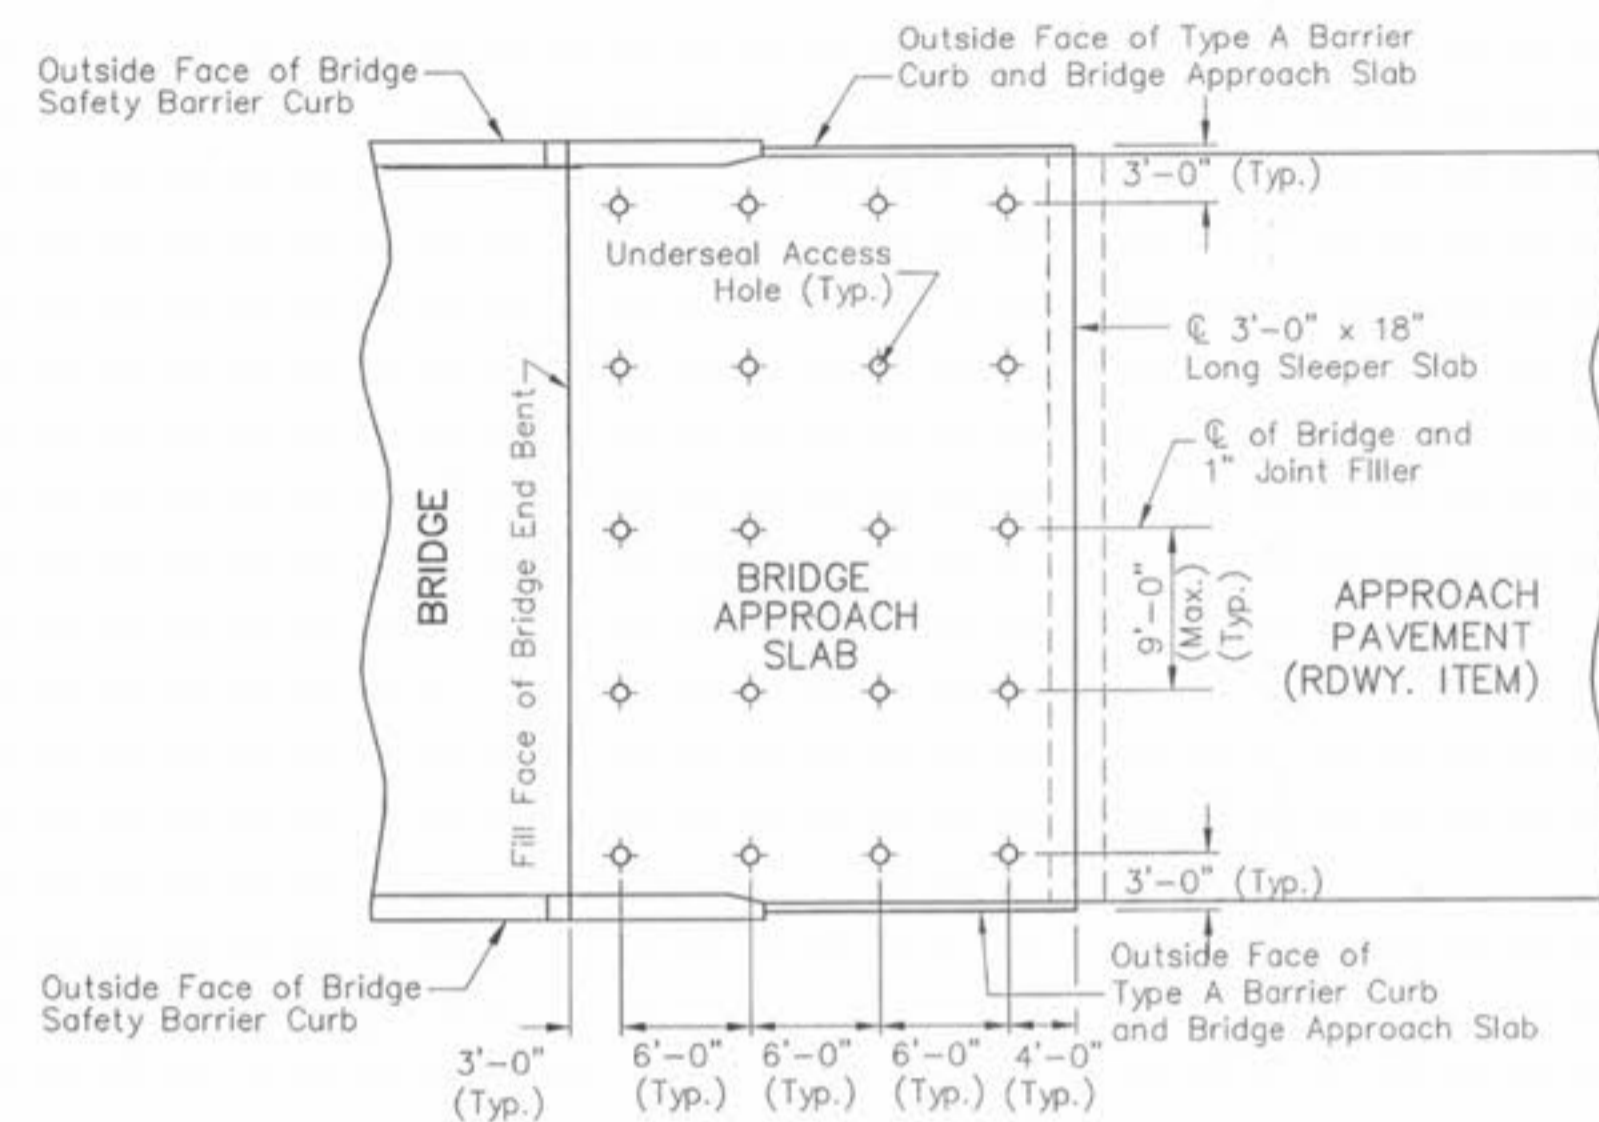 Outside Face of Bridge
Safety Barrier Curb
Outside Face of Type A Barrier
Curb and Bridge Approach Slab
3'-0" (Typ.)
Underseal Access
Hole (Typ.)
℄ 3'-0" x 18"
Long Sleeper Slab
℄ of Bridge and
1" Joint Filler
BRIDGE
Fill Face of Bridge End Bent
BRIDGE
APPROACH
SLAB
9'-0"
(Max.)
(Typ.)
APPROACH
PAVEMENT
(RDWY. ITEM)
3'-0" (Typ.)
Outside Face of Bridge
Safety Barrier Curb
Outside Face of
Type A Barrier Curb
and Bridge Approach Slab
3'-0"
(Typ.)
6'-0"
(Typ.)
6'-0"
(Typ.)
6'-0"
(Typ.)
4'-0"
(Typ.)